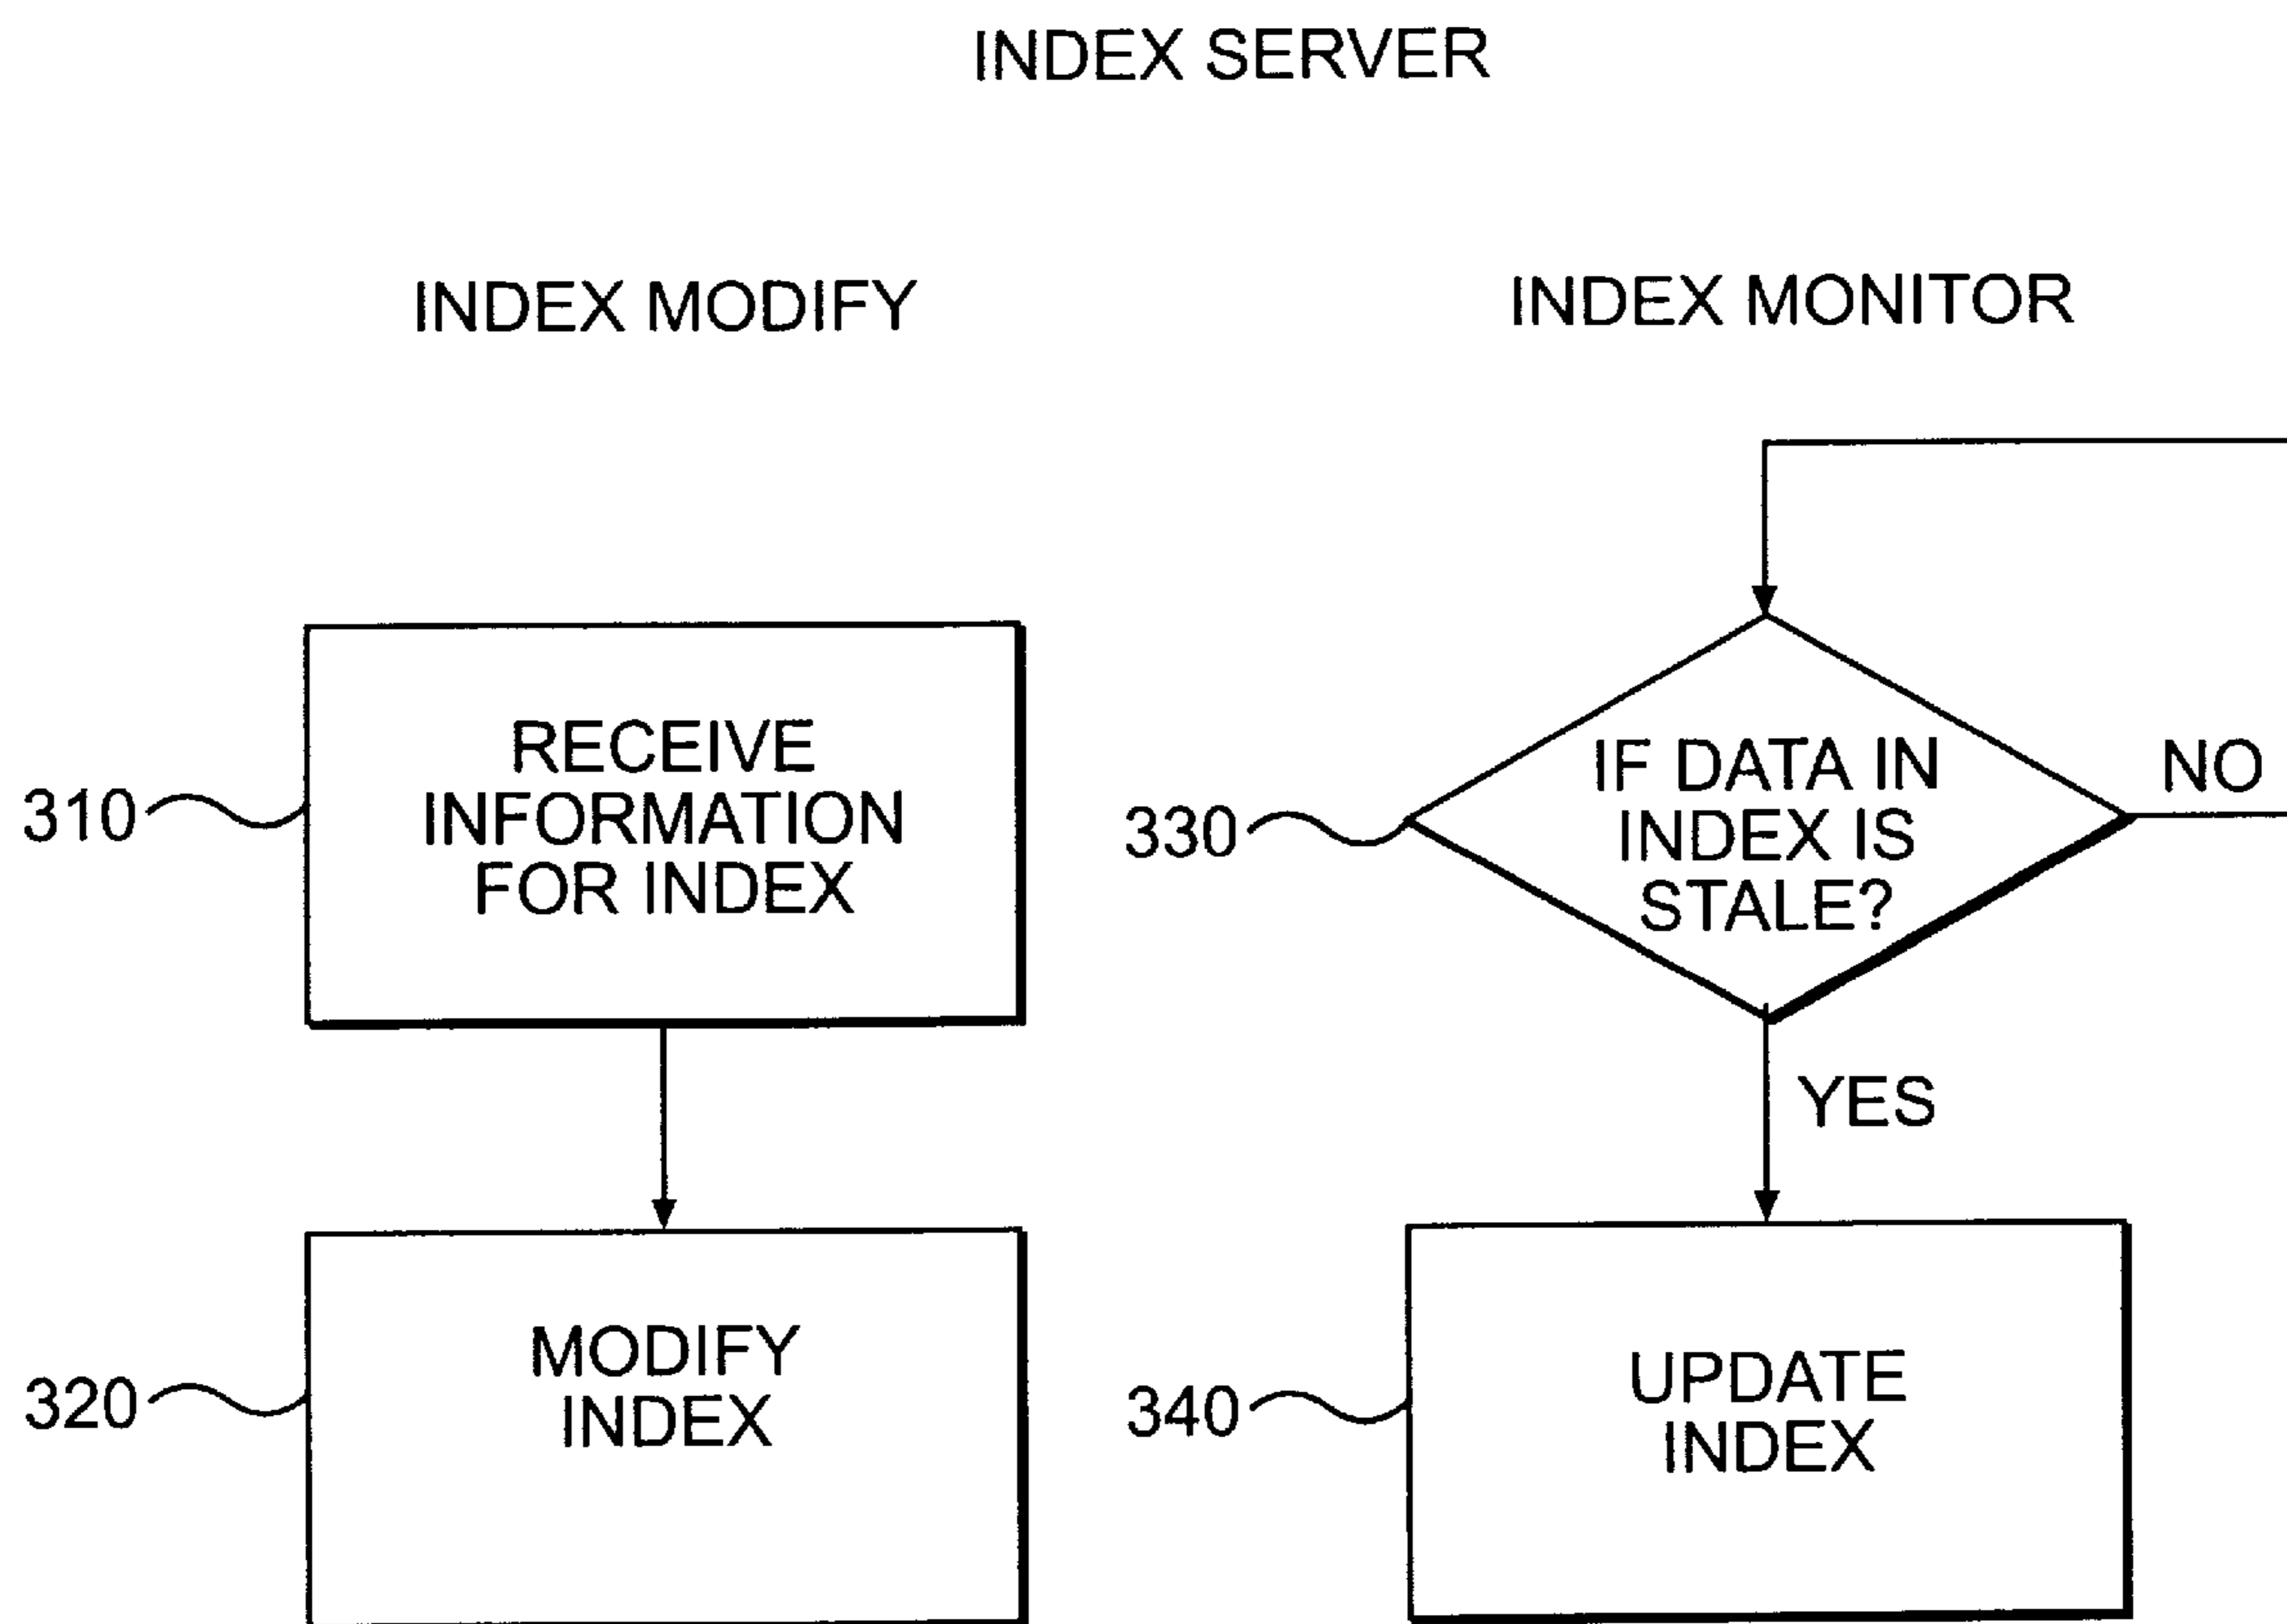 INDEX SERVER
INDEX MODIFY
INDEX MONITOR
310
RECEIVE
INFORMATION
FOR INDEX
320
MODIFY
INDEX
330
IF DATA IN
INDEX IS
STALE?
NO
YES
340
UPDATE
INDEX